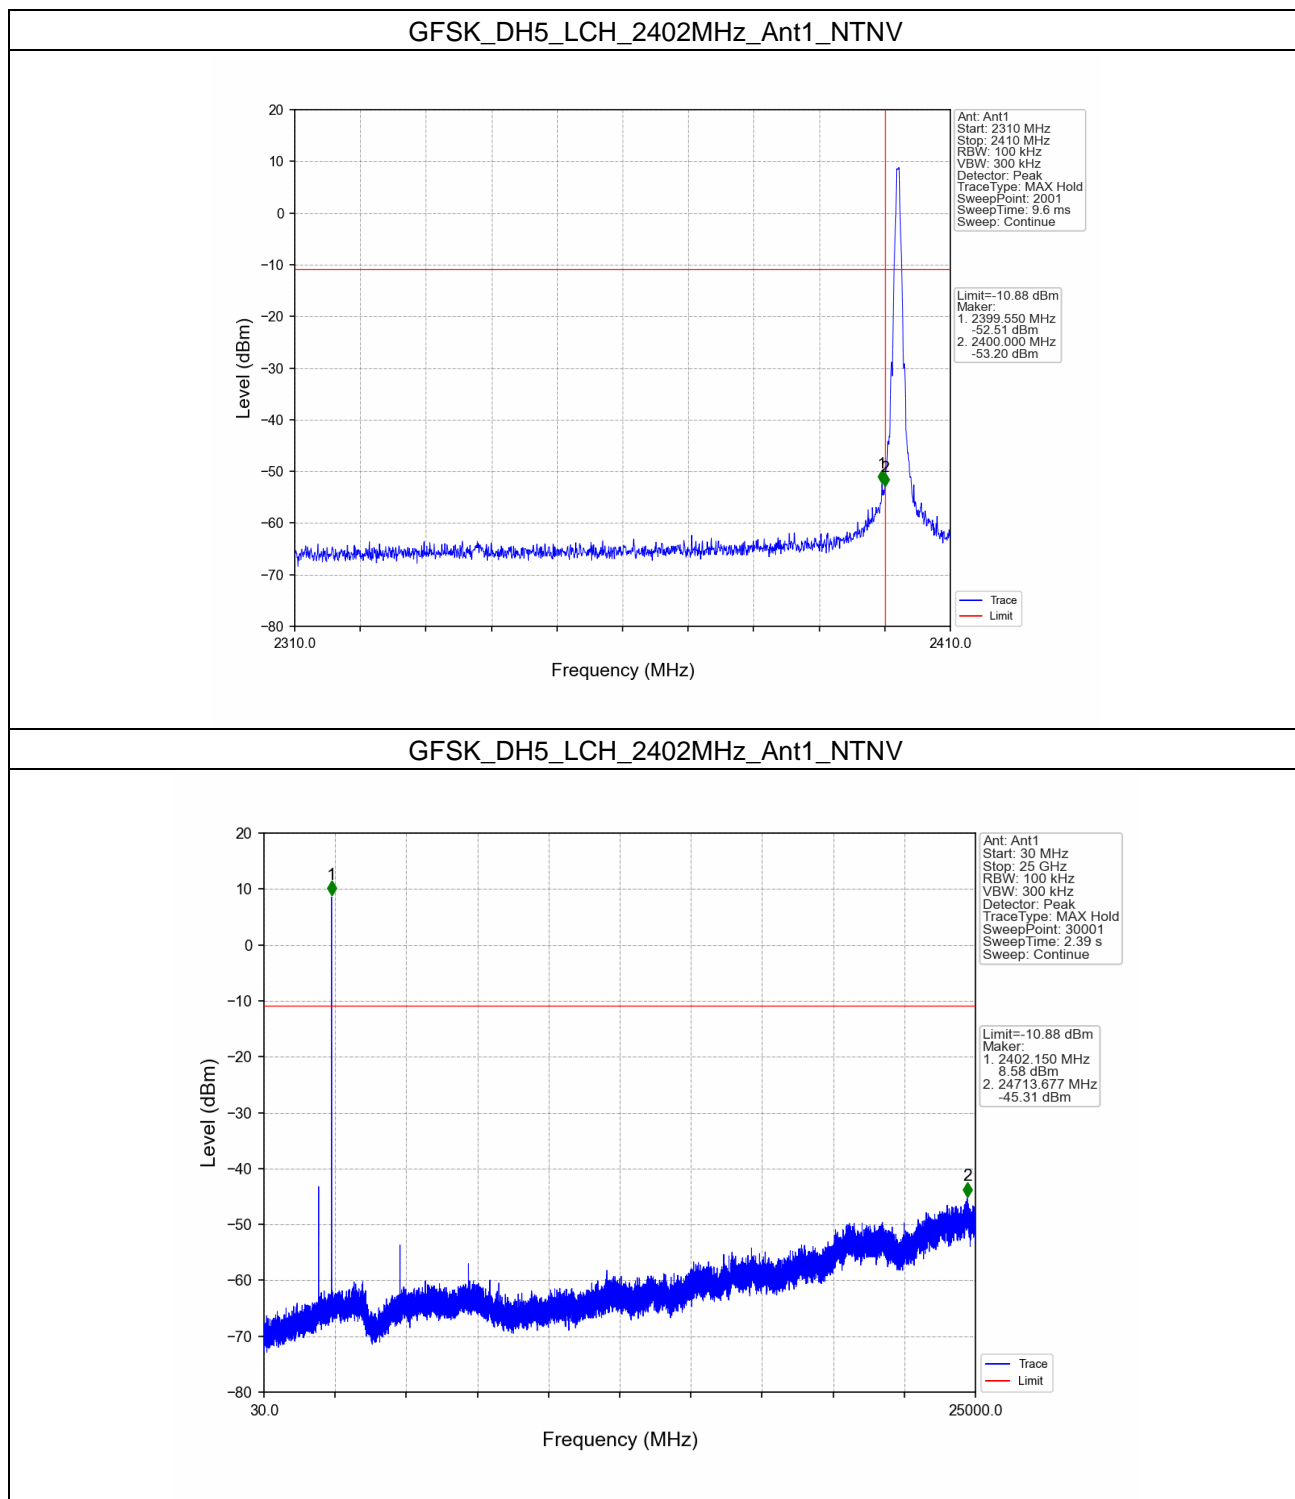 GFSK_DH5_LCH_2402MHz_Ant1_NTNV
20
10
0
−10
−20
−30
−40
−50
−60
−70
−80
Level (dBm)
2310.0
2410.0
Frequency (MHz)
1
2
Ant: Ant1
Start: 2310 MHz
Stop: 2410 MHz
RBW: 100 kHz
VBW: 300 kHz
Detector: Peak
TraceType: MAX Hold
SweepPoint: 2001
SweepTime: 9.6 ms
Sweep: Continue
Limit=-10.88 dBm
Maker:
1. 2399.550 MHz
-52.51 dBm
2. 2400.000 MHz
-53.20 dBm
Trace
Limit
GFSK_DH5_LCH_2402MHz_Ant1_NTNV
20
10
0
−10
−20
−30
−40
−50
−60
−70
−80
Level (dBm)
30.0
25000.0
Frequency (MHz)
1
2
Ant: Ant1
Start: 30 MHz
Stop: 25 GHz
RBW: 100 kHz
VBW: 300 kHz
Detector: Peak
TraceType: MAX Hold
SweepPoint: 30001
SweepTime: 2.39 s
Sweep: Continue
Limit=-10.88 dBm
Maker:
1. 2402.150 MHz
8.58 dBm
2. 24713.677 MHz
-45.31 dBm
Trace
Limit